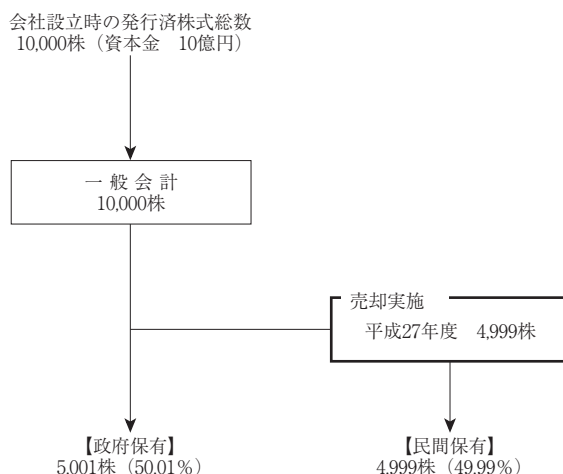 会社設立時の発行済株式総数
10,000株（資本金　10億円）
一 般 会 計
10,000株
売却実施
平成27年度　4,999株
【政府保有】
5,001株（50.01％）
【民間保有】
4,999株（49.99％）